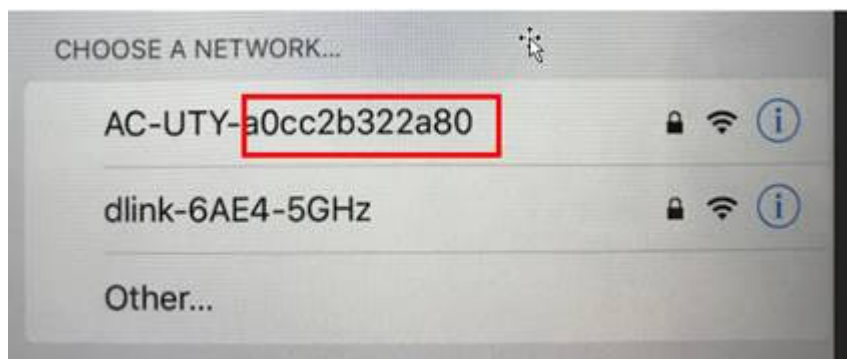 CHOOSE A NETWORK...
AC-UTY-a0cc2b322a80
dlink-6AE4-5GHz
Other...